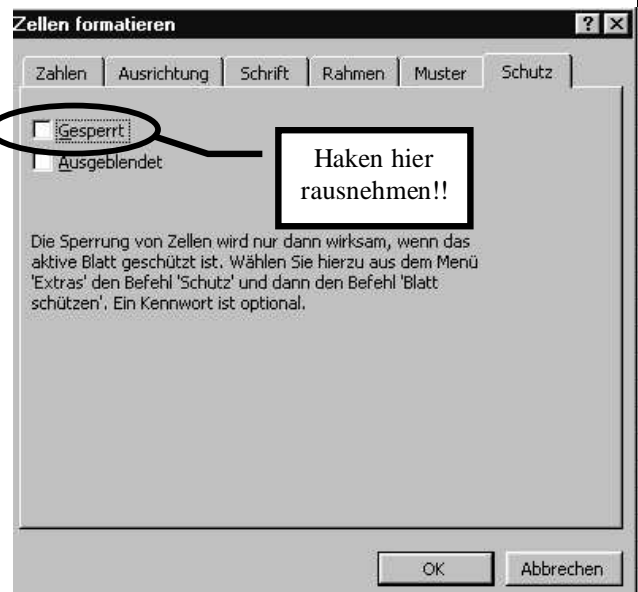 Zellen formatieren
Zahlen Ausrichtung Schrift Rahmen Muster Schutz
Gesperrt
Ausgeblendet
Haken hier
rausnehmen!!
Die Sperrung von Zellen wird nur dann wirksam, wenn das
aktive Blatt geschützt ist. Wählen Sie hierzu aus dem Menü
'Extras' den Befehl 'Schutz' und dann den Befehl 'Blatt
schützen'. Ein Kennwort ist optional.
OK Abbrechen